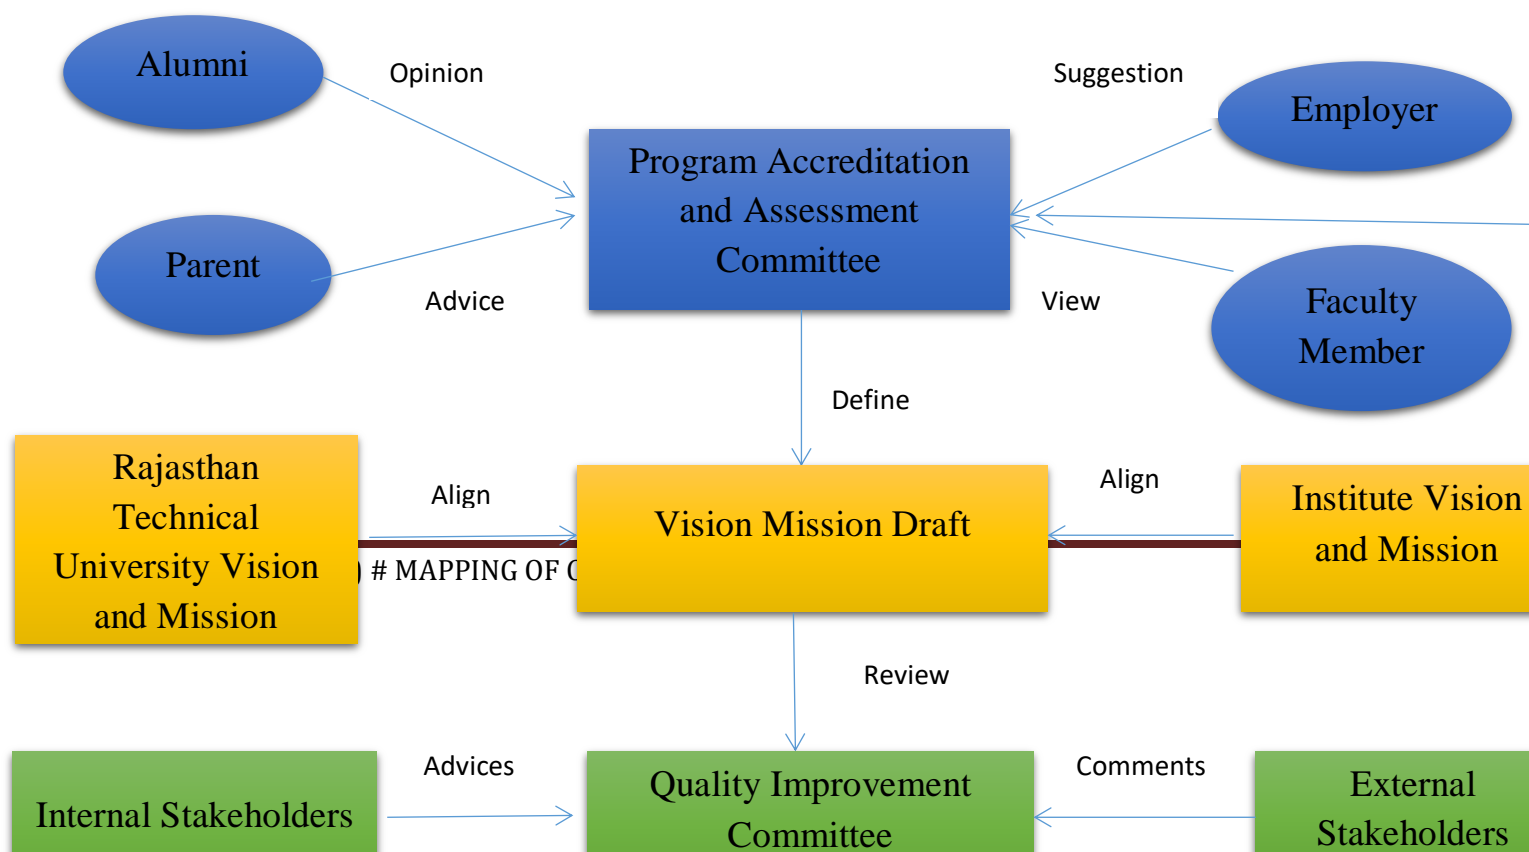 Alumni
Opinion
Suggestion
Employer
Program Accreditation
and Assessment
Committee
Parent
Advice
View
Faculty
Member
Define
Rajasthan
Technical
University Vision
and Mission
Align
Vision Mission Draft
Align
Institute Vision
and Mission
) # MAPPING OF
Review
Internal Stakeholders
Advices
Quality Improvement
Committee
Comments
External
Stakeholders